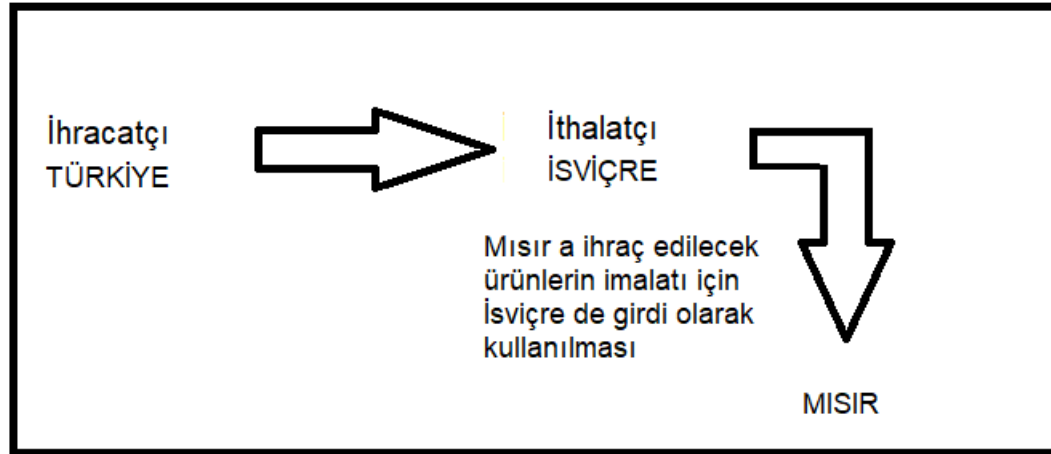 İhracatçı
TÜRKİYE
İthalatçı
İSVİÇRE
Mısır a ihraç edilecek
ürünlerin imalatı için
İsviçre de girdi olarak
kullanılması
MISIR